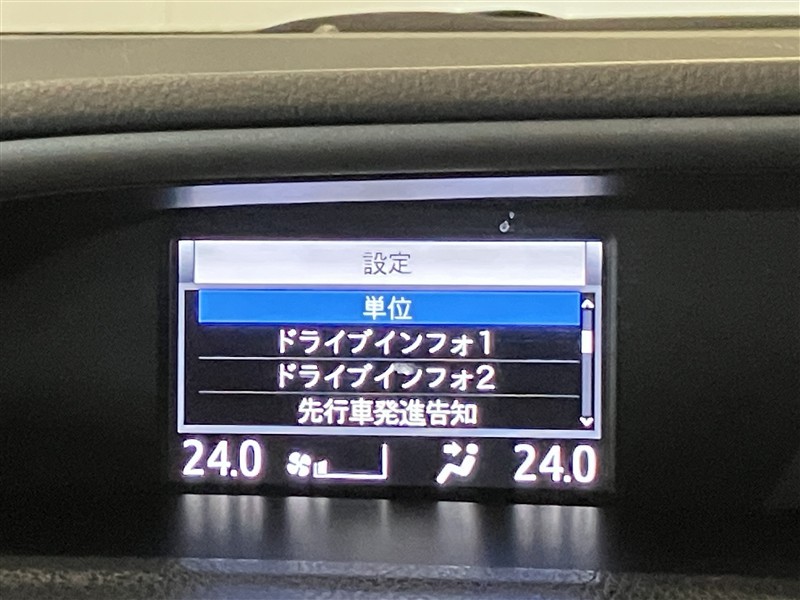 設定
単位
ドライブインフォ1
ドライブインフォ2
先行車発進告知
24.0 24.0